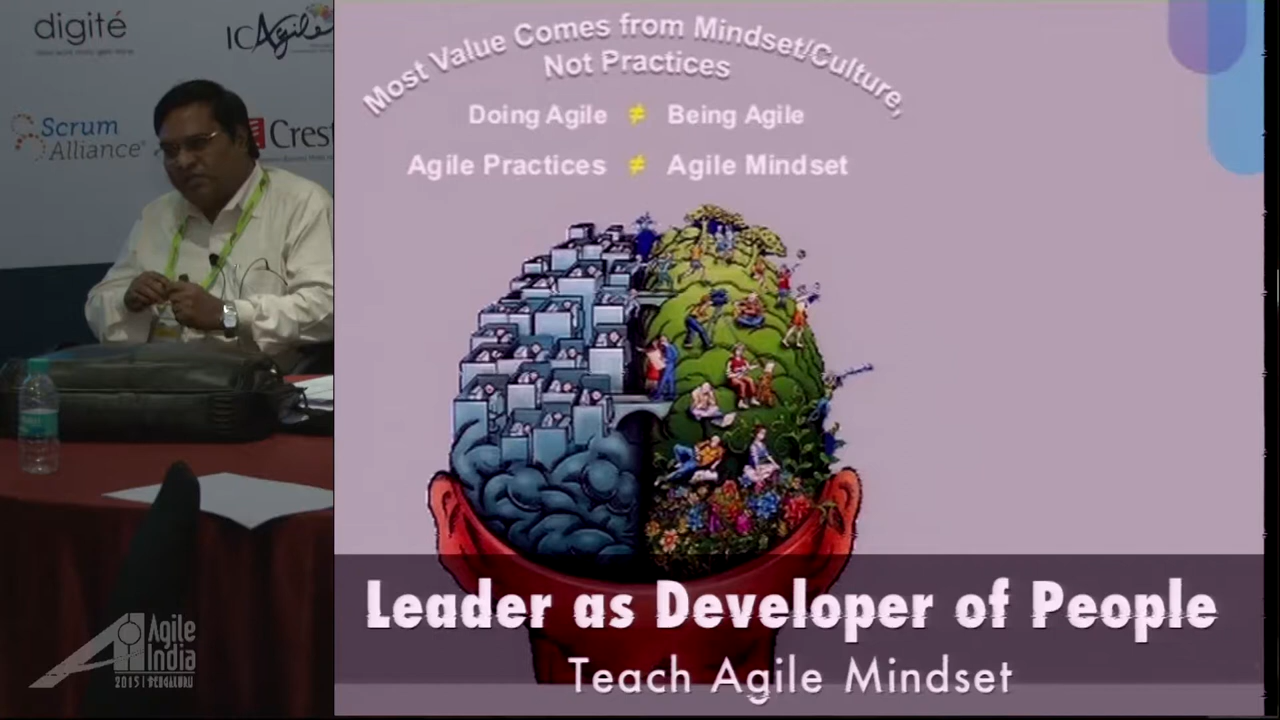 digité
ICAgile
Scrum
Alliance
Crest
Agile
India
2015 | BENGALURU
Most Value Comes from Mindset/Culture,
Not Practices
Doing Agile ≠ Being Agile
Agile Practices ≠ Agile Mindset
Leader as Developer of People
Teach Agile Mindset